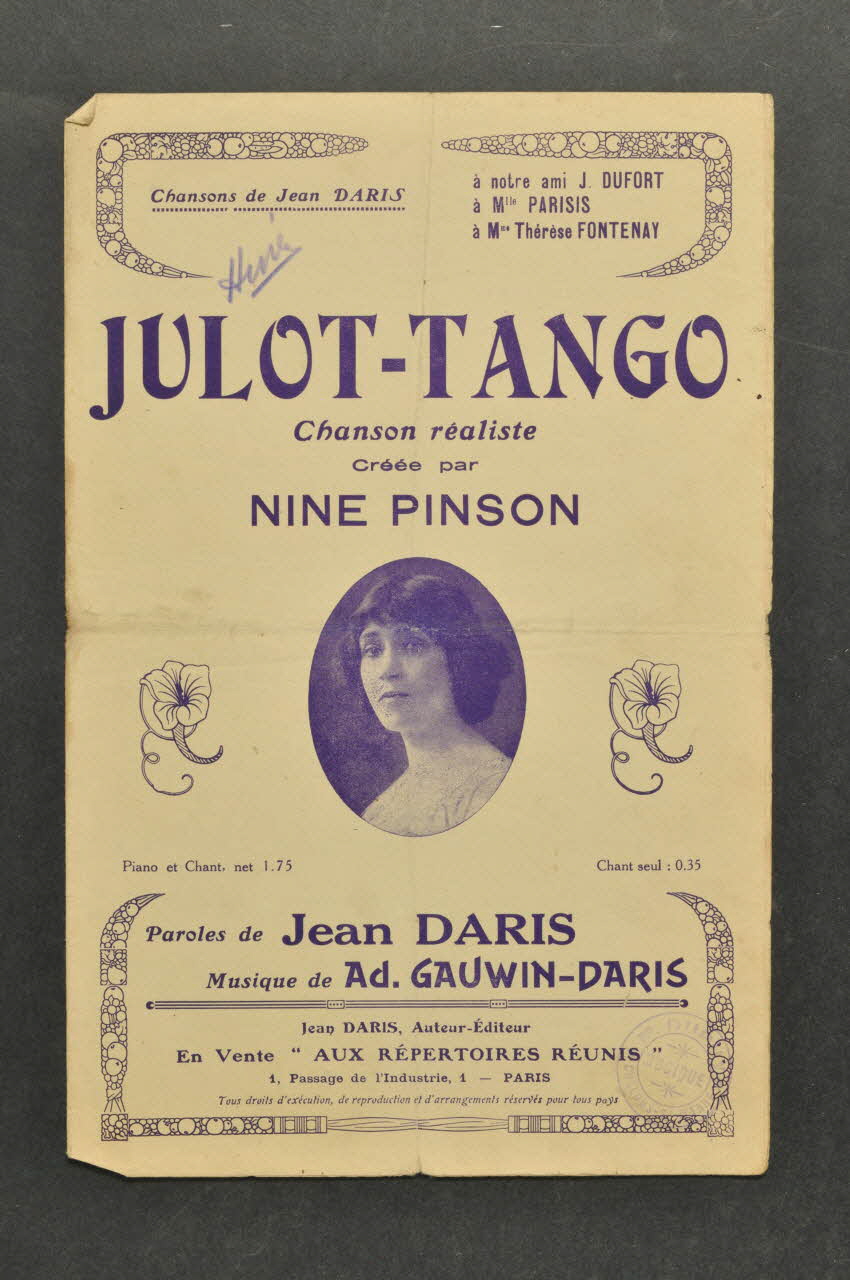 Chansons de Jean DARIS
à notre ami J. DUFORT
à Mlle PARISIS
à Mme Thérèse FONTENAY
JULOT-TANGO
Chanson réaliste
Créée par
NINE PINSON
Piano et Chant, net 1.75
Chant seul : 0.35
Paroles de Jean DARIS
Musique de Ad. GAUWIN-DARIS
Jean DARIS, Auteur-Éditeur
En Vente " AUX RÉPERTOIRES RÉUNIS "
1, Passage de l'Industrie, 1 — PARIS
Tous droits d'exécution, de reproduction et d'arrangements réservés pour tous pays